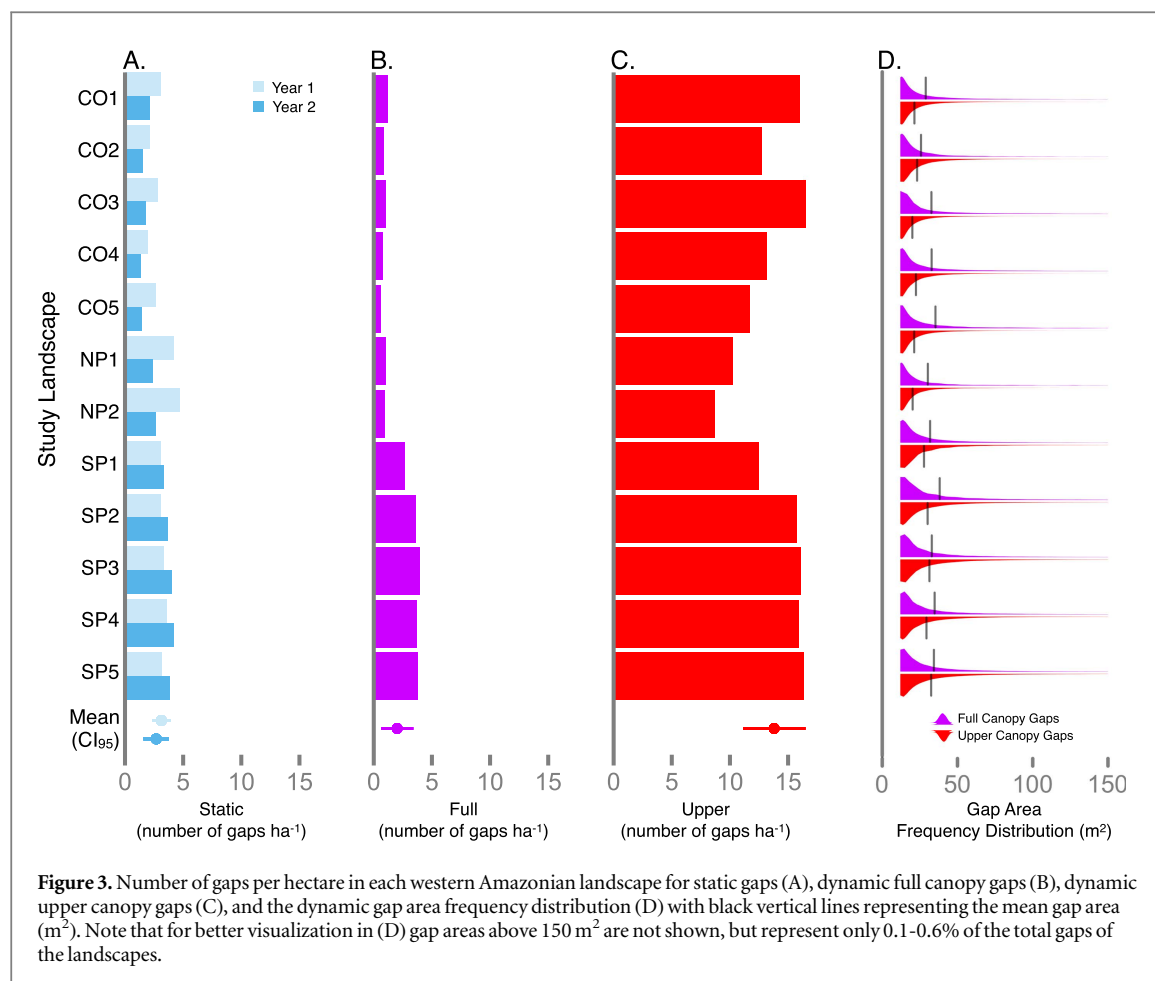 A.
B.
C.
D.
Year 1
Year 2
Study Landscape
CO1
CO2
CO3
CO4
CO5
NP1
NP2
SP1
SP2
SP3
SP4
SP5
Mean
(CI95)
Full Canopy Gaps
Upper Canopy Gaps
0 5 10 15
0 5 10 15
0 5 10 15
0 50 100 150
Static
(number of gaps ha-1)
Full
(number of gaps ha-1)
Upper
(number of gaps ha-1)
Gap Area
Frequency Distribution (m2)
Figure 3. Number of gaps per hectare in each western Amazonian landscape for static gaps (A), dynamic full canopy gaps (B), dynamic
upper canopy gaps (C), and the dynamic gap area frequency distribution (D) with black vertical lines representing the mean gap area
(m2). Note that for better visualization in (D) gap areas above 150 m2 are not shown, but represent only 0.1-0.6% of the total gaps of
the landscapes.